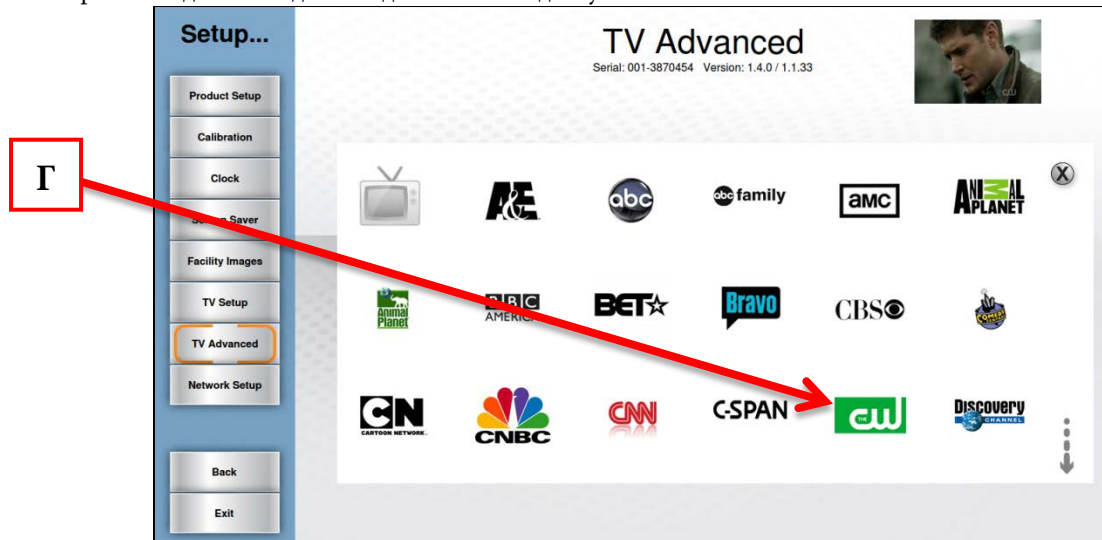 Setup...
TV Advanced
Serial: 001-3870454 Version: 1.4.0 / 1.1.33
CW
Product Setup
Calibration
Clock
Saver
Facility Images
TV Setup
TV Advanced
Network Setup
Back
Exit
Г
A&E
abc
abc family
amc
ANIMAL PLANET
X
Animal Planet
BBC
AMERICA
BET
Bravo
CBS
CN
CARTOON NETWORK
CNBC
CNN
C-SPAN
THE CW
Discovery
CHANNEL